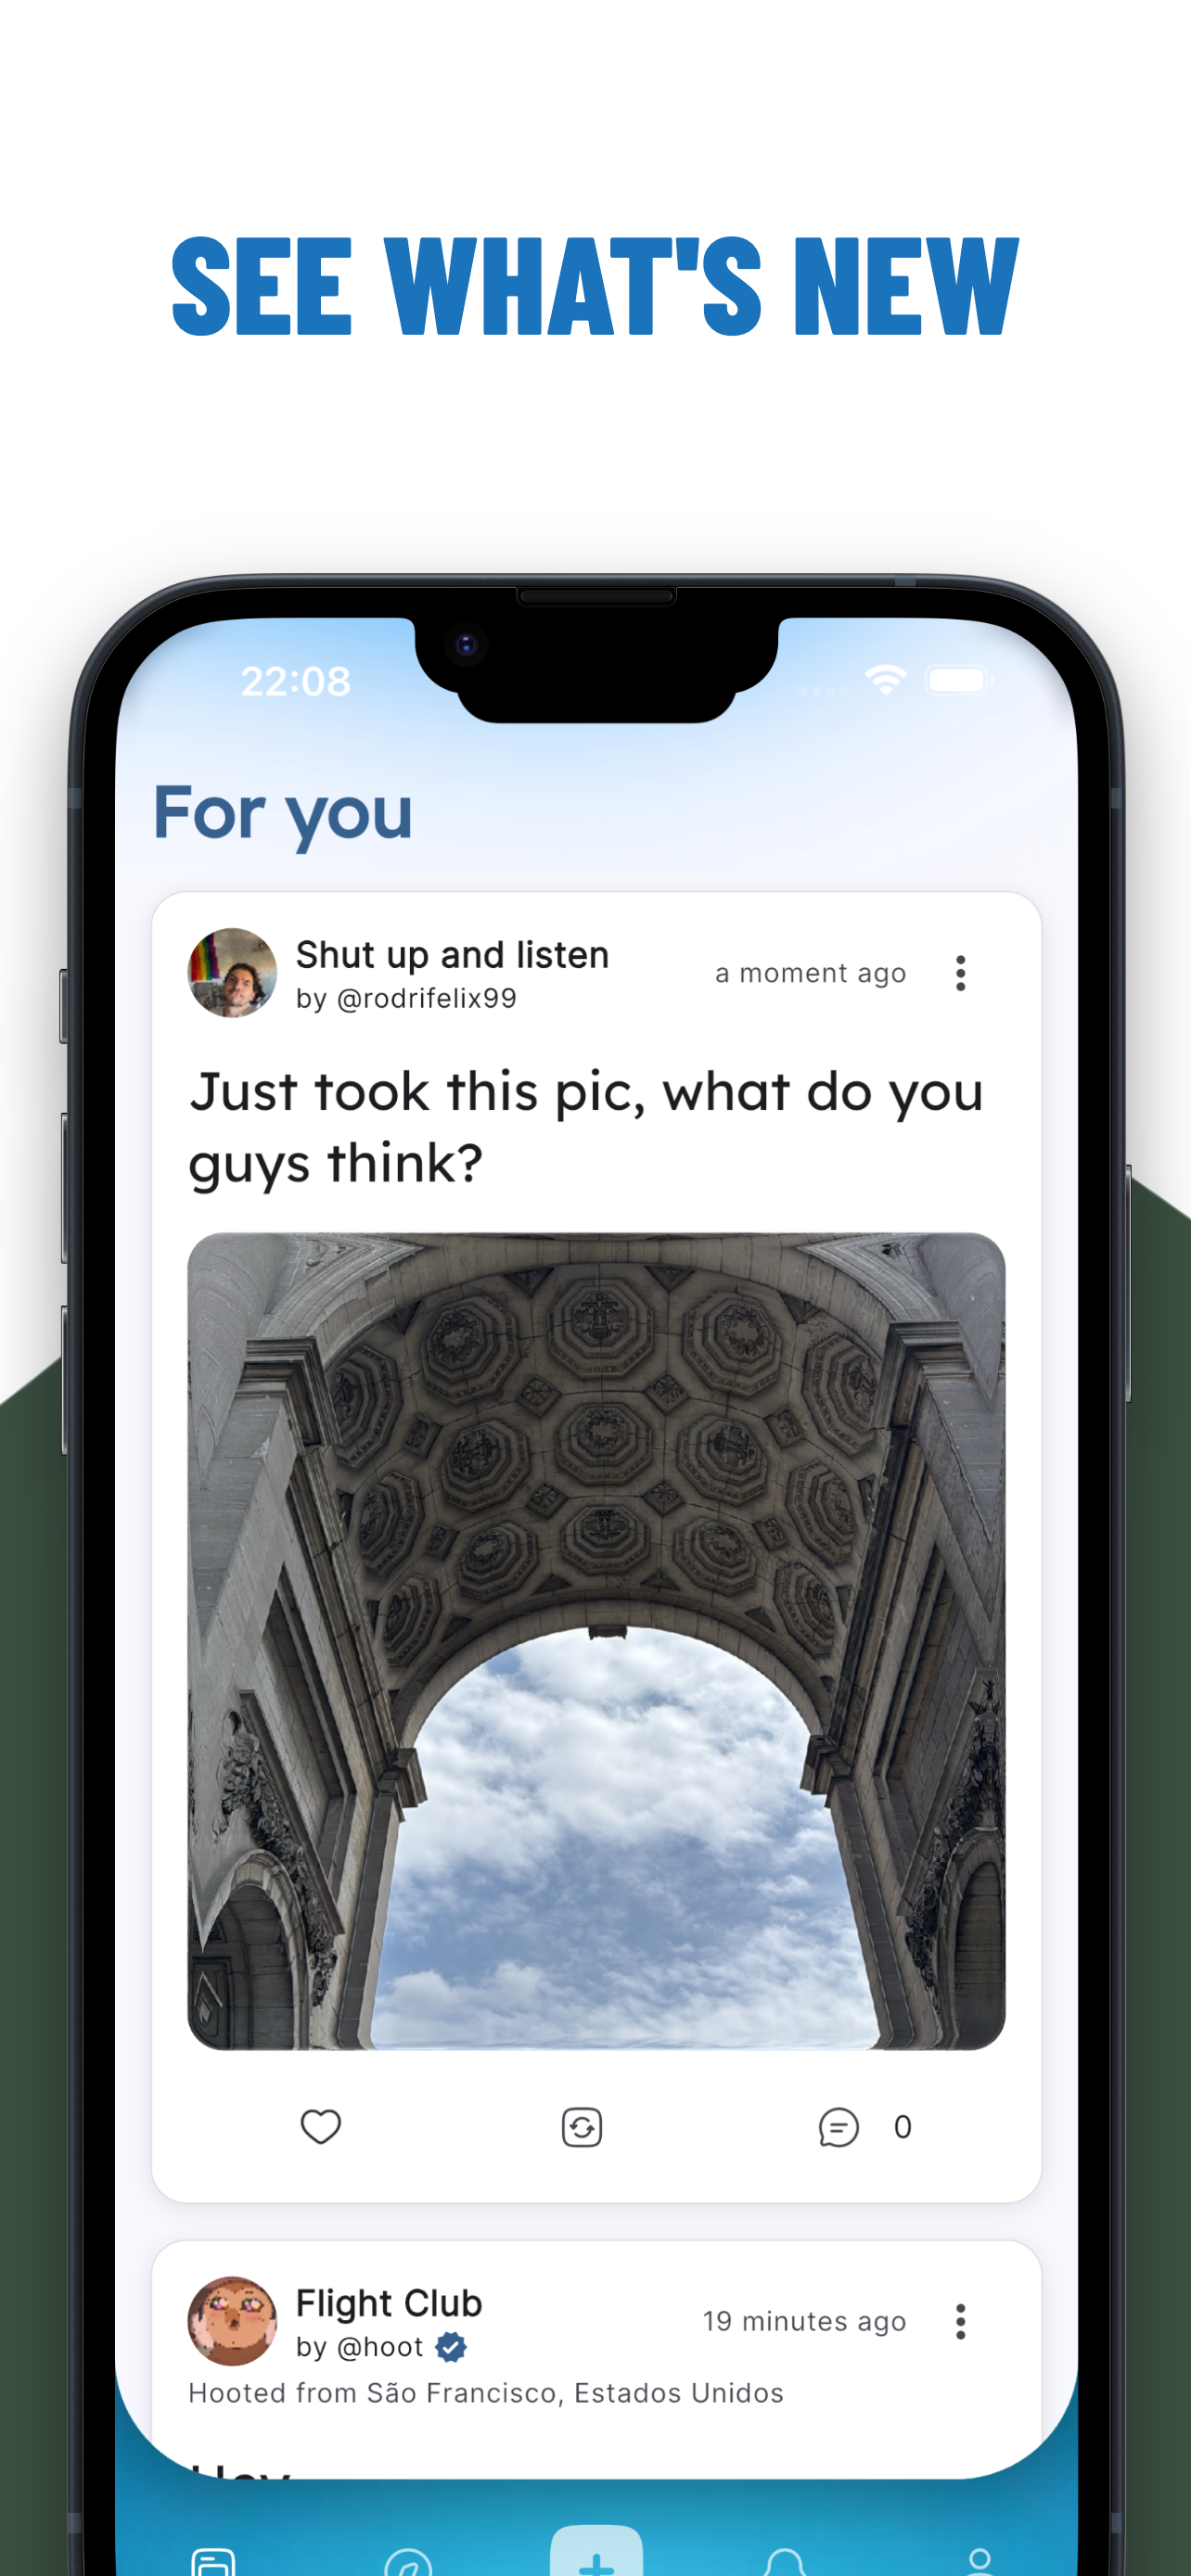 SEE WHAT'S NEW
22:08
For you
Shut up and listen
a moment ago
by @rodrifelix99
Just took this pic, what do you
guys think?
0
Flight Club
19 minutes ago
by @hoot
Hooted from São Francisco, Estados Unidos